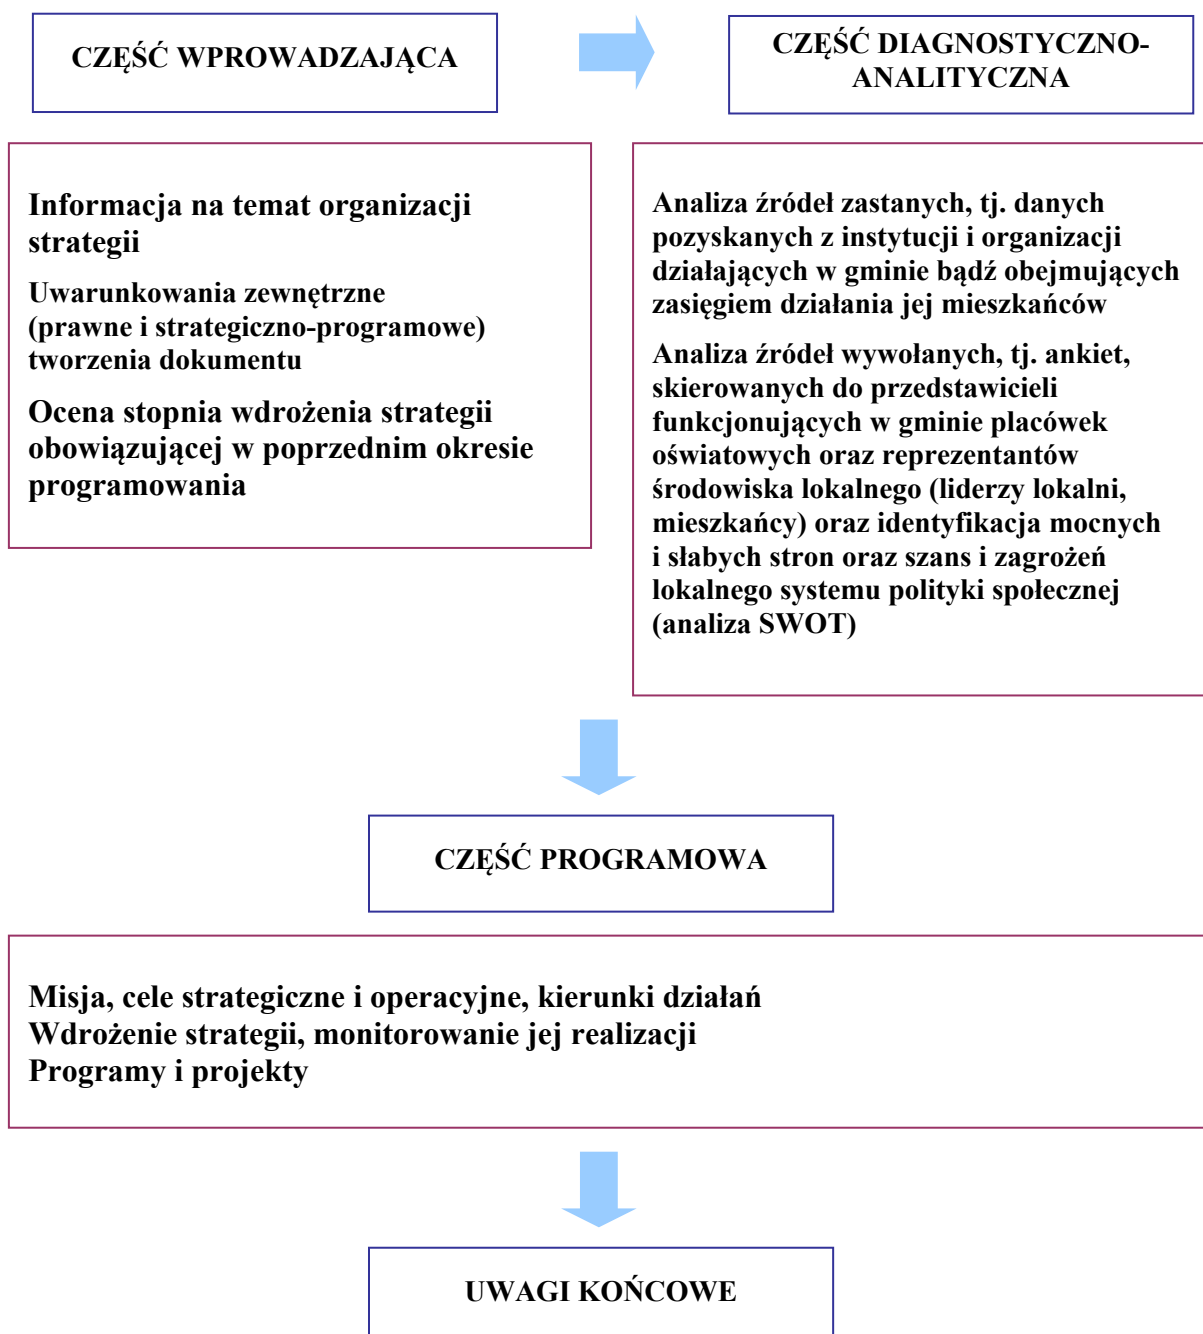 CZĘŚĆ WPROWADZAJĄCA
CZĘŚĆ DIAGNOSTYCZNO-
ANALITYCZNA
Informacja na temat organizacji
strategii
Uwarunkowania zewnętrzne
(prawne i strategiczno-programowe)
tworzenia dokumentu
Ocena stopnia wdrożenia strategii
obowiązującej w poprzednim okresie
programowania
Analiza źródeł zastanych, tj. danych
pozyskanych z instytucji i organizacji
działających w gminie bądź obejmujących
zasięgiem działania jej mieszkańców
Analiza źródeł wywołanych, tj. ankiet,
skierowanych do przedstawicieli
funkcjonujących w gminie placówek
oświatowych oraz reprezentantów
środowiska lokalnego (liderzy lokalni,
mieszkańcy) oraz identyfikacja mocnych
i słabych stron oraz szans i zagrożeń
lokalnego systemu polityki społecznej
(analiza SWOT)
CZĘŚĆ PROGRAMOWA
Misja, cele strategiczne i operacyjne, kierunki działań
Wdrożenie strategii, monitorowanie jej realizacji
Programy i projekty
UWAGI KOŃCOWE